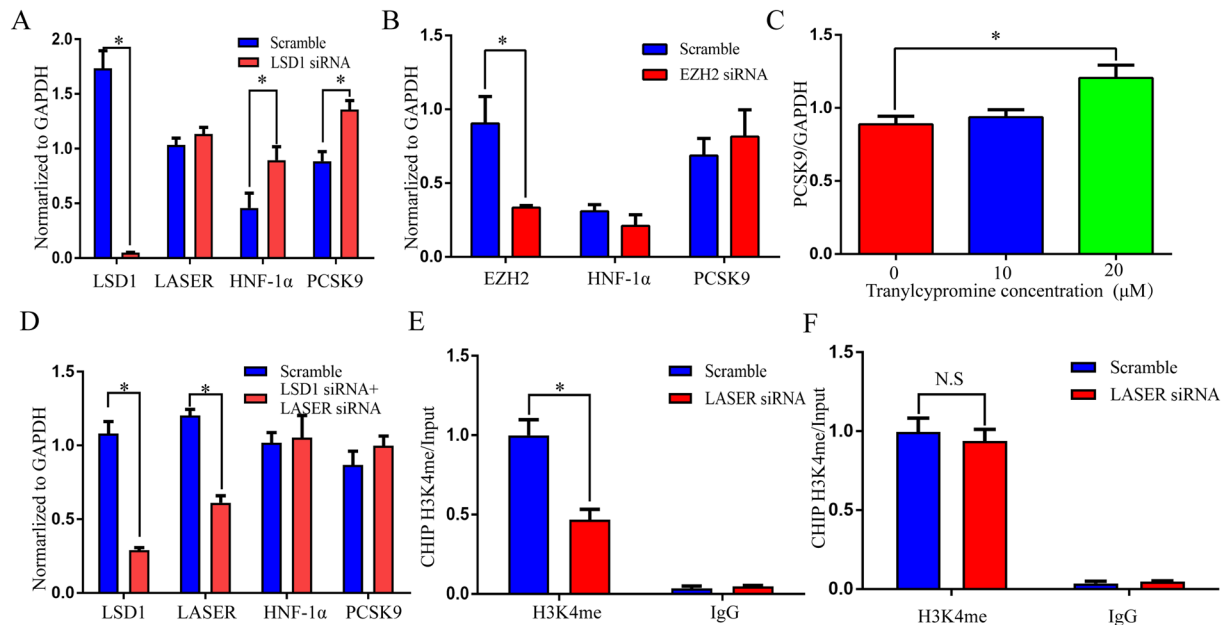 A
Normarlized to GAPDH
2.0
1.5
1.0
0.5
0.0
*
*
*
Scramble
LSD1 siRNA
LSD1 LASER HNF-1α PCSK9
B
Normarlized to GAPDH
1.5
1.0
0.5
0.0
*
Scramble
EZH2 siRNA
EZH2 HNF-1α PCSK9
C
PCSK9/GAPDH
1.5
1.0
0.5
0.0
*
0 10 20
Tranylcypromine concentration (μM)
D
Normarlized to GAPDH
1.5
1.0
0.5
0.0
*
*
Scramble
LSD1 siRNA+
LASER siRNA
LSD1 LASER HNF-1α PCSK9
E
CHIP H3K4me/Input
1.5
1.0
0.5
0.0
*
Scramble
LASER siRNA
H3K4me IgG
F
CHIP H3K4me/Input
1.5
1.0
0.5
0.0
N.S
Scramble
LASER siRNA
H3K4me IgG